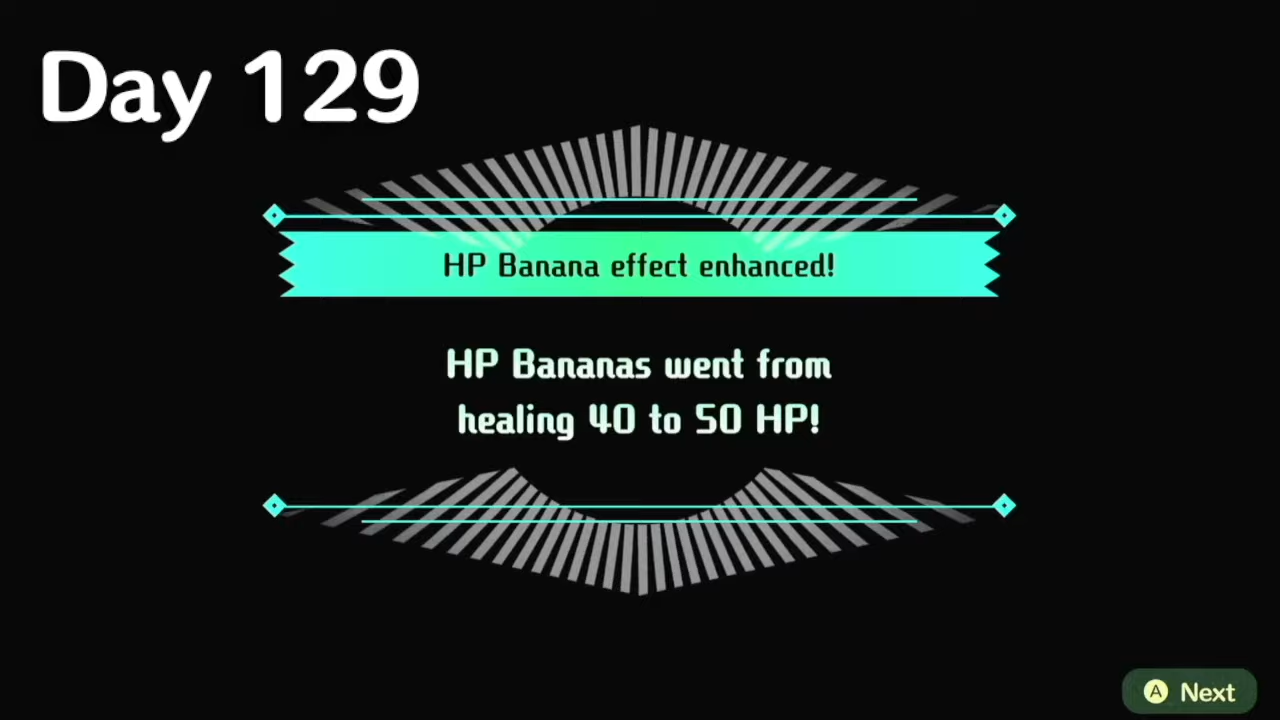 Day 129
HP Banana effect enhanced!
HP Bananas went from
healing 40 to 50 HP!
A Next